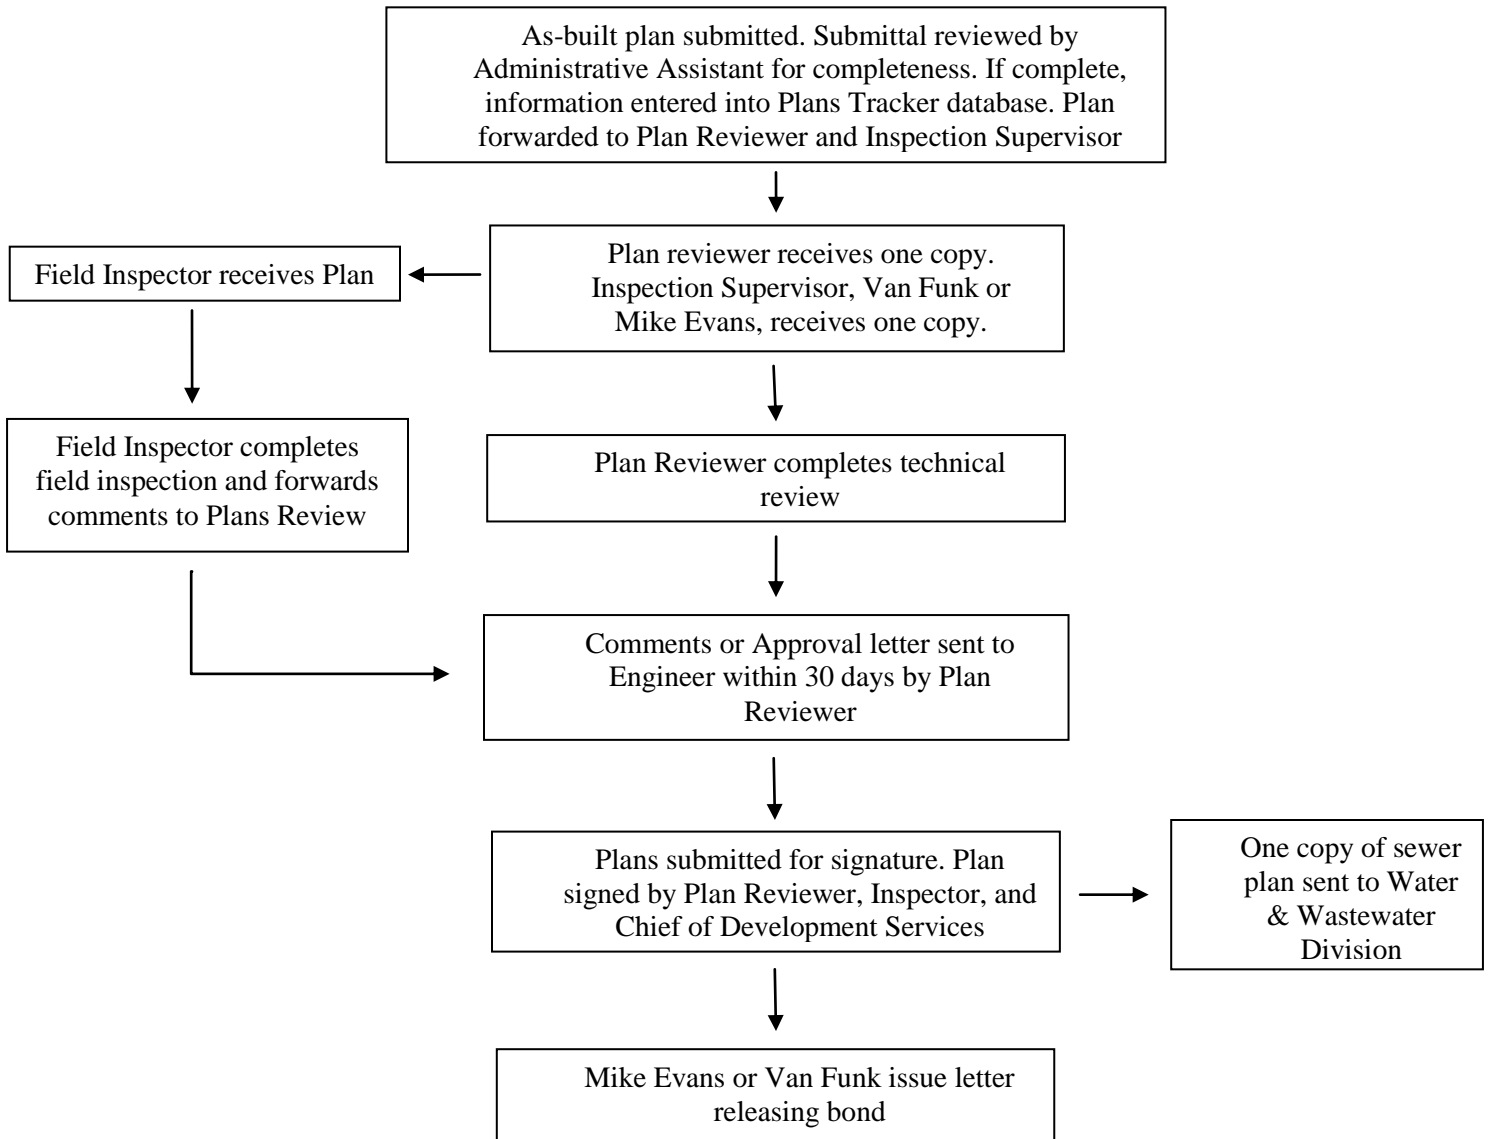 As-built plan submitted. Submittal reviewed by
Administrative Assistant for completeness. If complete,
information entered into Plans Tracker database. Plan
forwarded to Plan Reviewer and Inspection Supervisor
Field Inspector receives Plan
Plan reviewer receives one copy.
Inspection Supervisor, Van Funk or
Mike Evans, receives one copy.
Field Inspector completes
field inspection and forwards
comments to Plans Review
Plan Reviewer completes technical
review
Comments or Approval letter sent to
Engineer within 30 days by Plan
Reviewer
Plans submitted for signature. Plan
signed by Plan Reviewer, Inspector, and
Chief of Development Services
One copy of sewer
plan sent to Water
& Wastewater
Division
Mike Evans or Van Funk issue letter
releasing bond